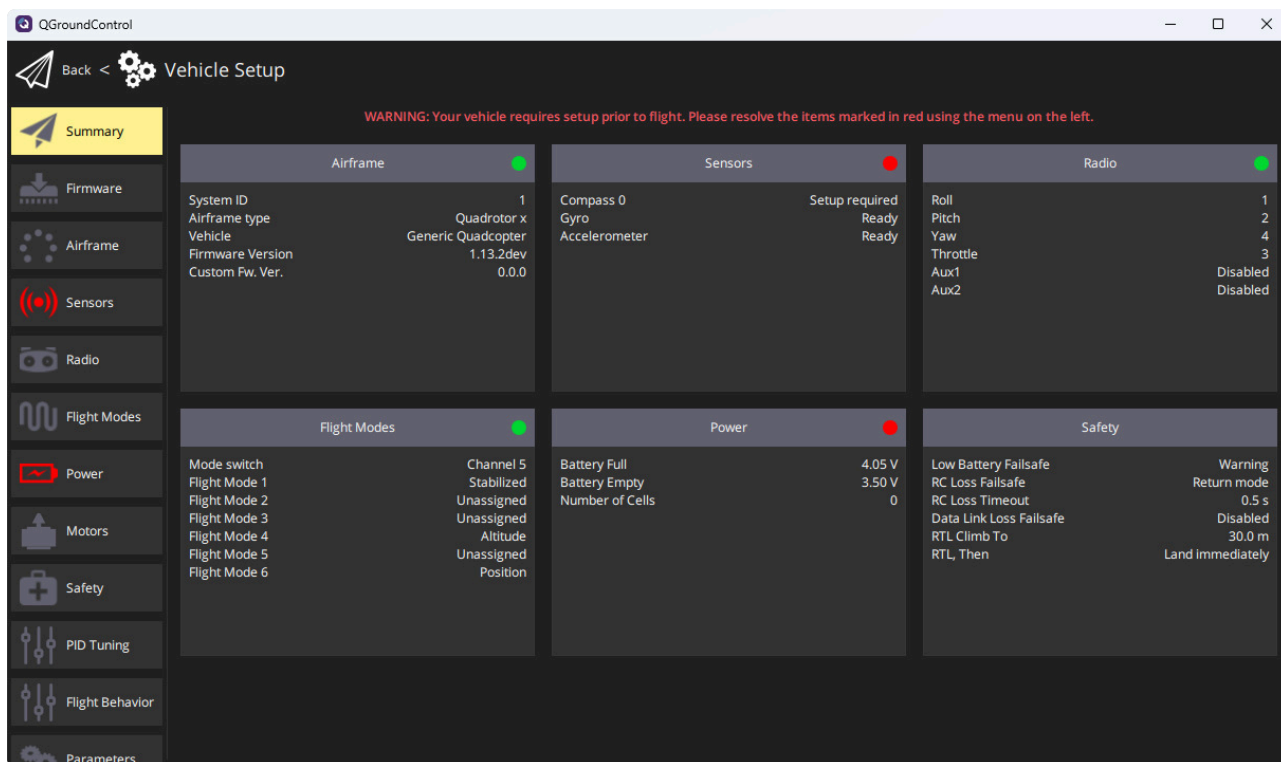 QGroundControl
Back < Vehicle Setup
WARNING: Your vehicle requires setup prior to flight. Please resolve the items marked in red using the menu on the left.
Summary
Firmware
Airframe
Sensors
Radio
Flight Modes
Power
Motors
Safety
PID Tuning
Flight Behavior
Parameters
Airframe
System ID 1
Airframe type Quadrotor x
Vehicle Generic Quadcopter
Firmware Version 1.13.2dev
Custom Fw. Ver. 0.0.0
Sensors
Compass 0 Setup required
Gyro Ready
Accelerometer Ready
Radio
Roll 1
Pitch 2
Yaw 4
Throttle 3
Aux1 Disabled
Aux2 Disabled
Flight Modes
Mode switch Channel 5
Flight Mode 1 Stabilized
Flight Mode 2 Unassigned
Flight Mode 3 Unassigned
Flight Mode 4 Altitude
Flight Mode 5 Unassigned
Flight Mode 6 Position
Power
Battery Full 4.05 V
Battery Empty 3.50 V
Number of Cells 0
Safety
Low Battery Failsafe Warning
RC Loss Failsafe Return mode
RC Loss Timeout 0.5 s
Data Link Loss Failsafe Disabled
RTL Climb To 30.0 m
RTL, Then Land immediately